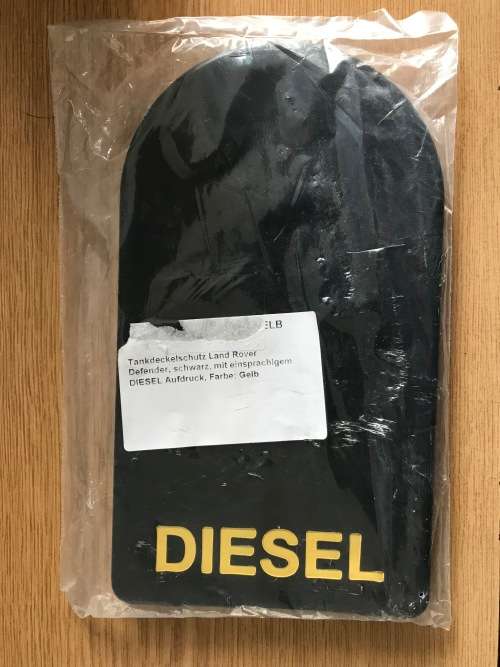 ELB
Tankdeckelschutz Land Rover
Defender, schwarz, mit einsprachigem
DIESEL Aufdruck, Farbe: Gelb
DIESEL